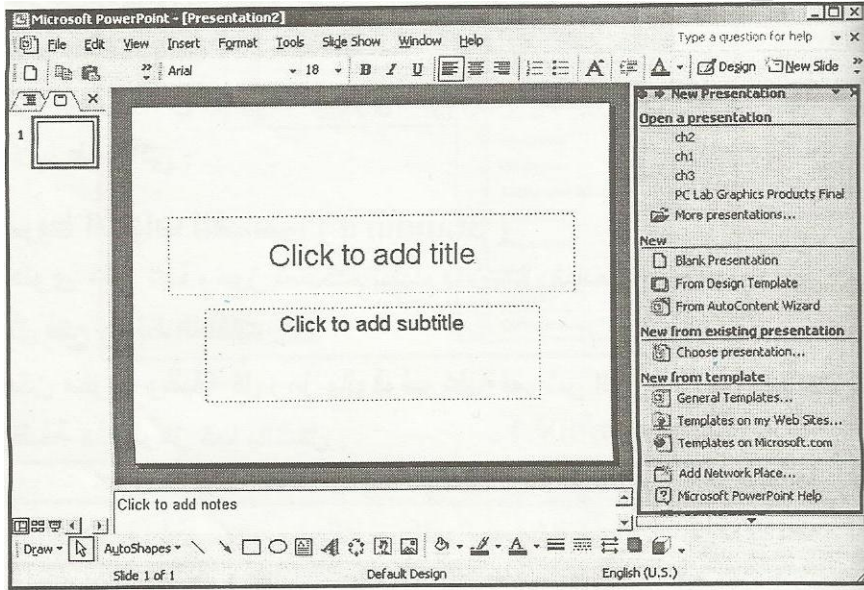 Microsoft PowerPoint - [Presentation2]
File Edit View Insert Format Tools Slide Show Window Help
Type a question for help
Arial 18 B I U A A Design New Slide
New Presentation
1
Open a presentation
ch2
ch1
ch3
PC Lab Graphics Products Final
More presentations...
New
Blank Presentation
From Design Template
From AutoContent Wizard
New from existing presentation
Choose presentation...
New from template
General Templates...
Templates on my Web Sites...
Templates on Microsoft.com
Add Network Place...
Microsoft PowerPoint Help
Click to add title
Click to add subtitle
Click to add notes
Draw AutoShapes A
Slide 1 of 1 Default Design English (U.S.)